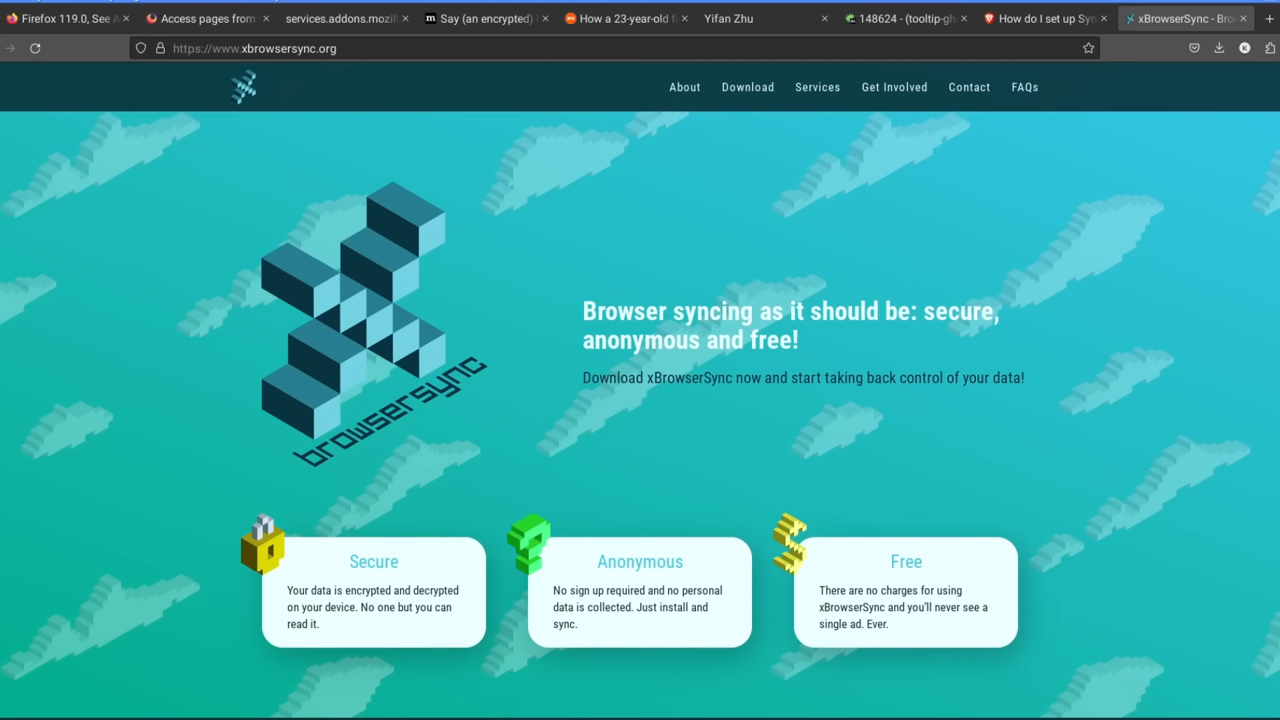 Firefox 119.0, See A
Access pages from
services.addons.mozil
Say (an encrypted)
How a 23-year-old f
Yifan Zhu
148624 - (tooltip-gh
How do I set up Syn
xBrowserSync - Bro
https://www.xbrowsersync.org
About
Download
Services
Get Involved
Contact
FAQs
browsersync
Browser syncing as it should be: secure,
anonymous and free!
Download xBrowserSync now and start taking back control of your data!
Secure
Your data is encrypted and decrypted
on your device. No one but you can
read it.
Anonymous
No sign up required and no personal
data is collected. Just install and
sync.
Free
There are no charges for using
xBrowserSync and you'll never see a
single ad. Ever.